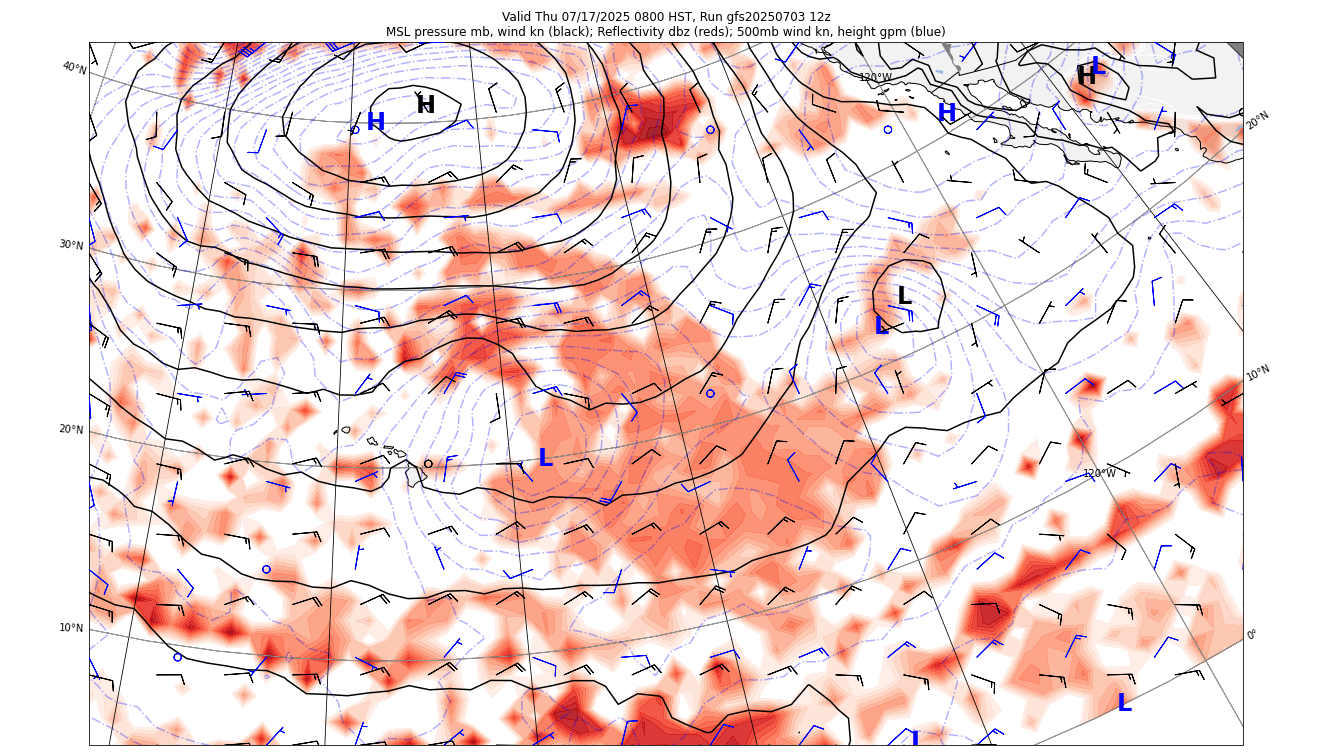 Valid Thu 07/17/2025 0800 HST, Run gfs20250703 12z
MSL pressure mb, wind kn (black); Reflectivity dbz (reds); 500mb wind kn, height gpm (blue)
40°N
120°W
L
H
H
H
H
20°N
30°N
L
L
10°N
20°N
L
120°W
10°N
0°
L
L